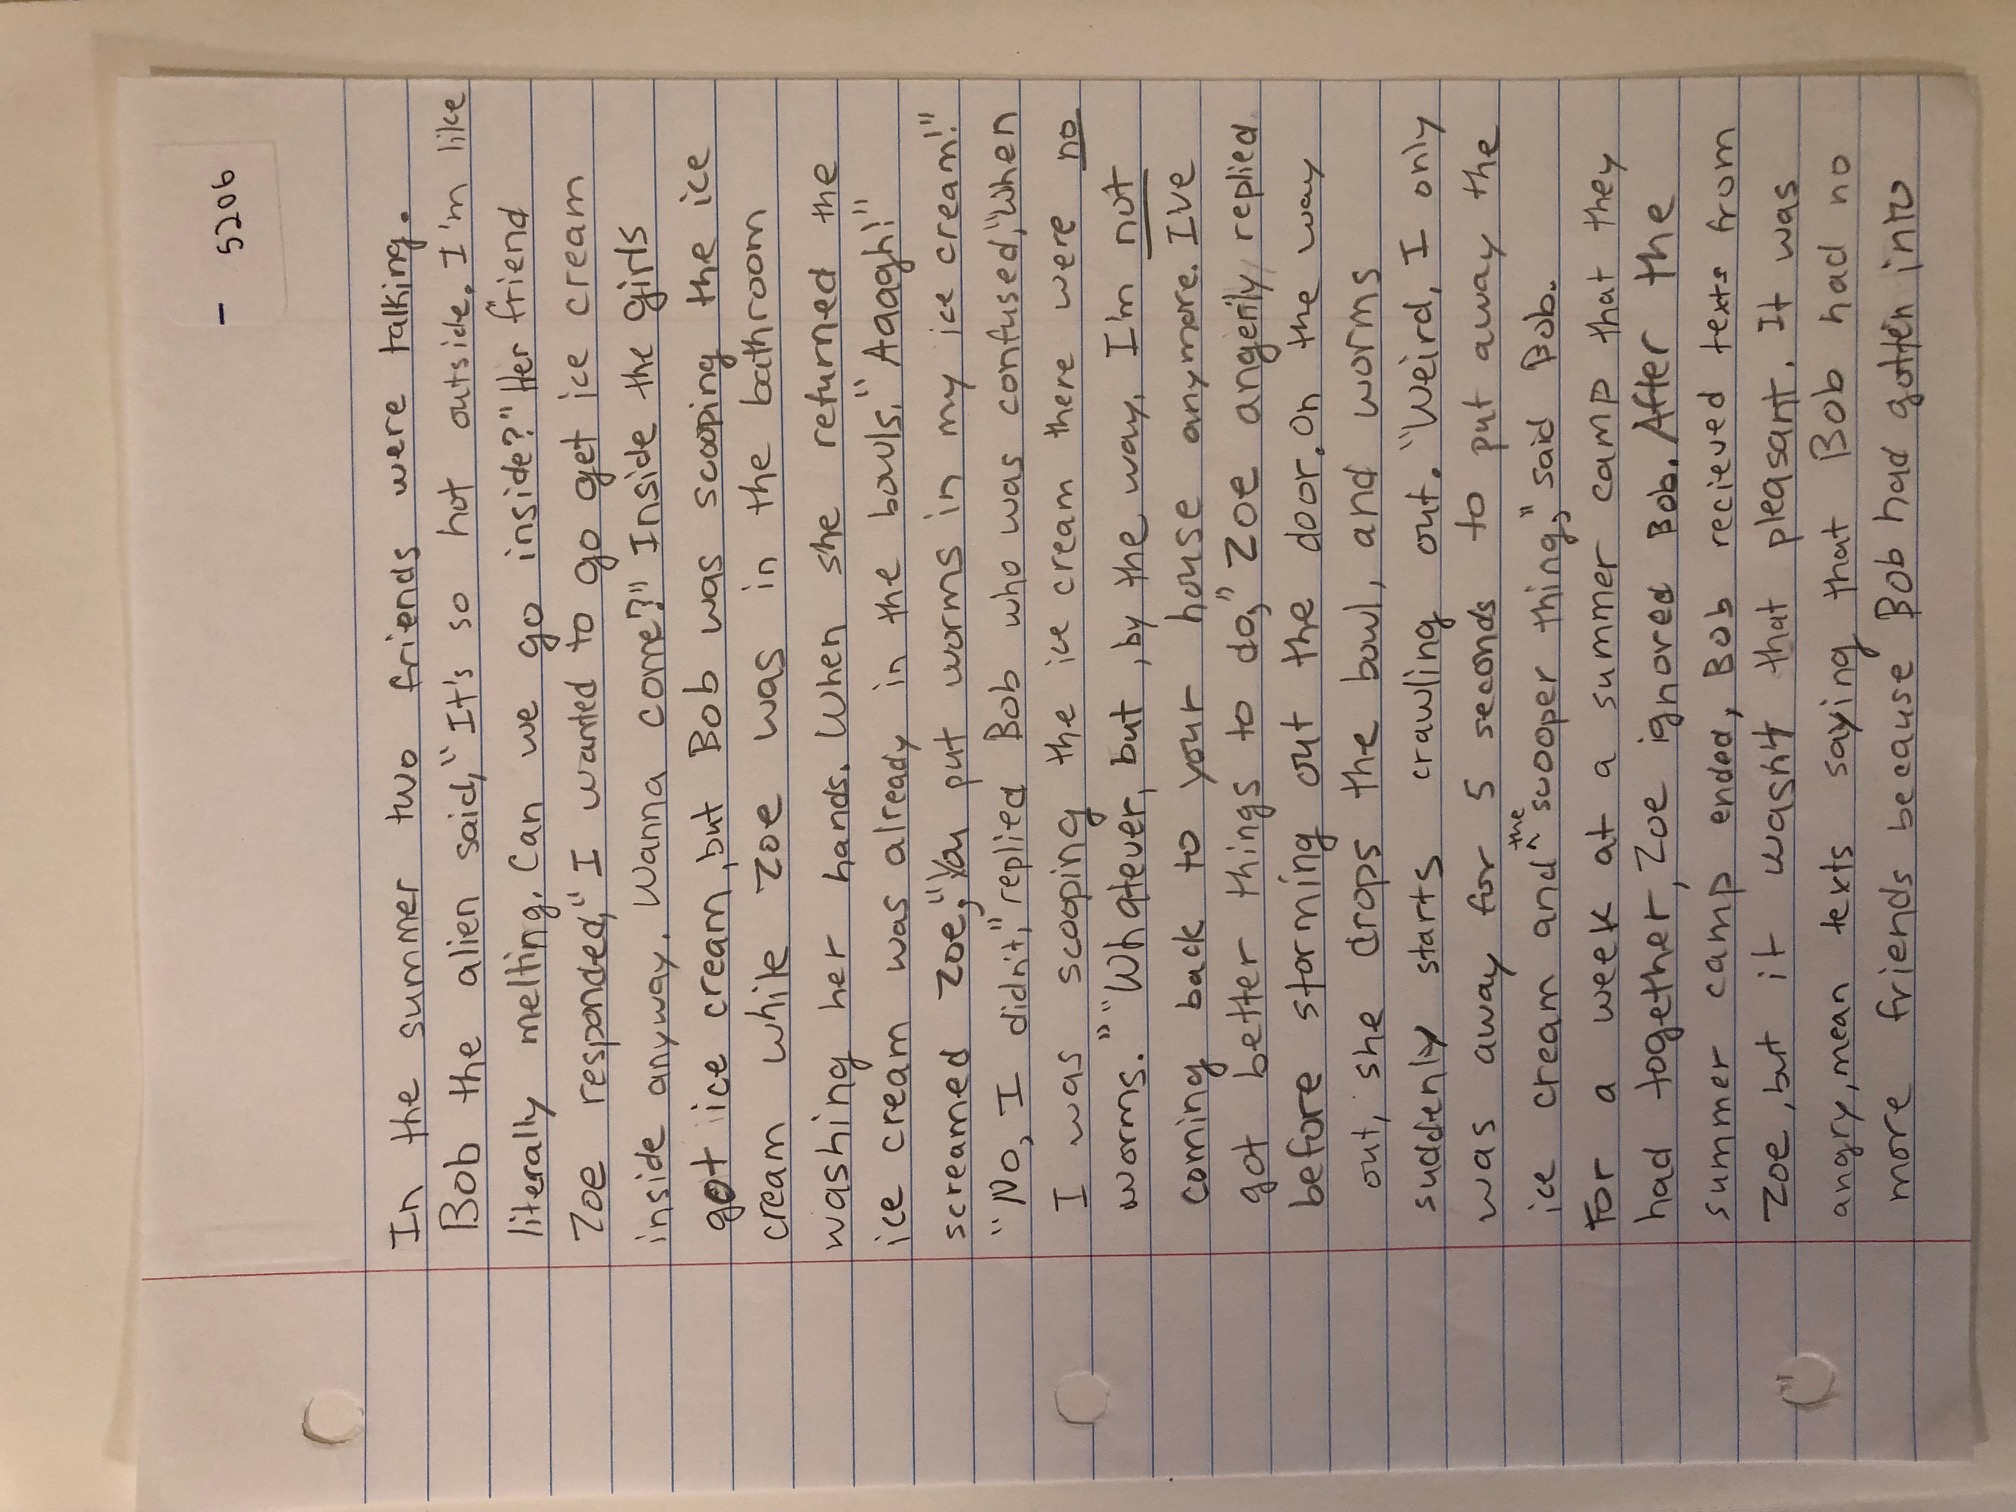 - 5206
In the summer two friends were talking.
Bob the alien said, "It's so hot outside. I'm like
literally melting. Can we go inside?" Her friend
Zoe responded, "I wanted to go get ice cream
inside anyway. Wanna come?" Inside the girls
got ice cream, but Bob was scooping the ice
cream while Zoe was in the bathroom
washing her hands. When she returned the
ice cream was already in the bowls. "Aaagh!"
screamed Zoe, "You put worms in my ice cream!"
"No, I didn't," replied Bob who was confused, "When
I was scooping the ice cream there were no
worms." "Whatever, but, by the way, I'm not
coming back to your house anymore. I've
got better things to do," Zoe angerily replied
before storming out the door. On the way
out, she drops the bowl, and worms
suddenly starts crawling out. "Weird, I only
was away for 5 seconds to put away the
ice cream and the scooper thing," said Bob.
For a week at a summer camp that they
had together, Zoe ignored Bob. After the
summer camp ended, Bob recieved texts from
Zoe, but it wasn't that pleasant. It was
angry, mean texts saying that Bob had no
more friends because Bob had gotten into